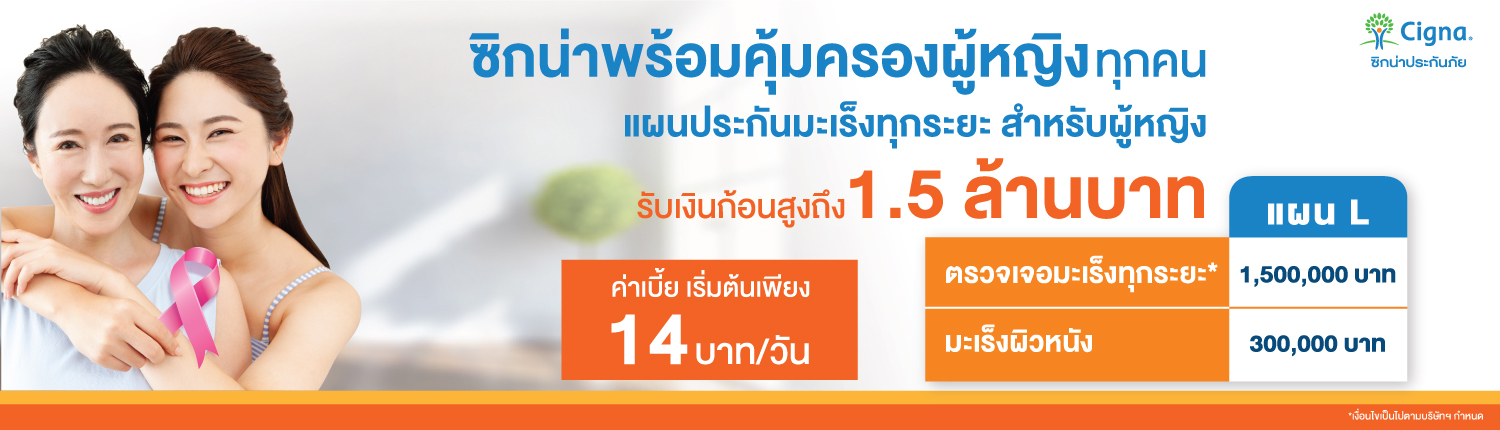 Cigna®
ซิกน่าประกันภัย
ซิกน่าพร้อมคุ้มครองผู้หญิงทุกคน
แผนประกันมะเร็งทุกระยะ สำหรับผู้หญิง
รับเงินก้อนสูงถึง 1.5 ล้านบาท
ค่าเบี้ย เริ่มต้นเพียง
14 บาท/วัน
แผน L
ตรวจเจอมะเร็งทุกระยะ* 1,500,000 บาท
มะเร็งผิวหนัง 300,000 บาท
*เงื่อนไขเป็นไปตามบริษัทฯ กำหนด